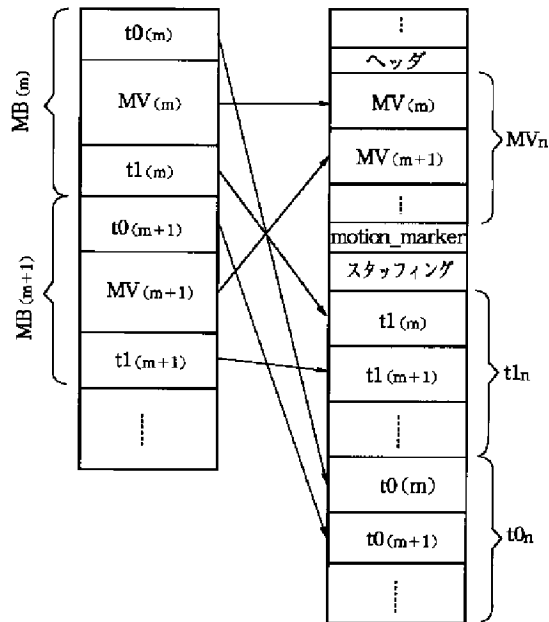 MB(m)
t0(m)
MV(m)
t1(m)
MB(m+1)
t0(m+1)
MV(m+1)
t1(m+1)
ヘッダ
MV(m)
MV(m+1)
MVn
motion_marker
スタッフィング
t1(m)
t1(m+1)
t1n
t0(m)
t0(m+1)
t0n